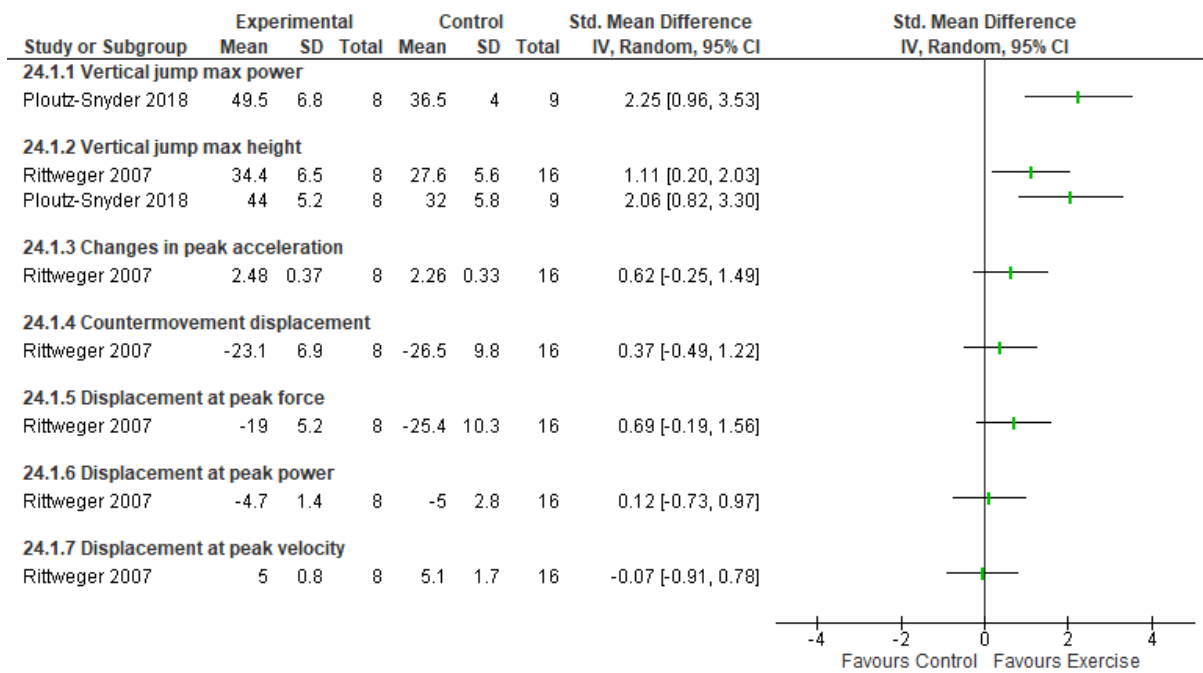 Experimental Control Std. Mean Difference Std. Mean Difference
Study or Subgroup Mean SD Total Mean SD Total IV, Random, 95% CI IV, Random, 95% CI
24.1.1 Vertical jump max power
Ploutz-Snyder 2018 49.5 6.8 8 36.5 4 9 2.25 [0.96, 3.53]
24.1.2 Vertical jump max height
Rittweger 2007 34.4 6.5 8 27.6 5.6 16 1.11 [0.20, 2.03]
Ploutz-Snyder 2018 44 5.2 8 32 5.8 9 2.06 [0.82, 3.30]
24.1.3 Changes in peak acceleration
Rittweger 2007 2.48 0.37 8 2.26 0.33 16 0.62 [-0.25, 1.49]
24.1.4 Countermovement displacement
Rittweger 2007 -23.1 6.9 8 -26.5 9.8 16 0.37 [-0.49, 1.22]
24.1.5 Displacement at peak force
Rittweger 2007 -19 5.2 8 -25.4 10.3 16 0.69 [-0.19, 1.56]
24.1.6 Displacement at peak power
Rittweger 2007 -4.7 1.4 8 -5 2.8 16 0.12 [-0.73, 0.97]
24.1.7 Displacement at peak velocity
Rittweger 2007 5 0.8 8 5.1 1.7 16 -0.07 [-0.91, 0.78]
-4 -2 0 2 4
Favours Control Favours Exercise